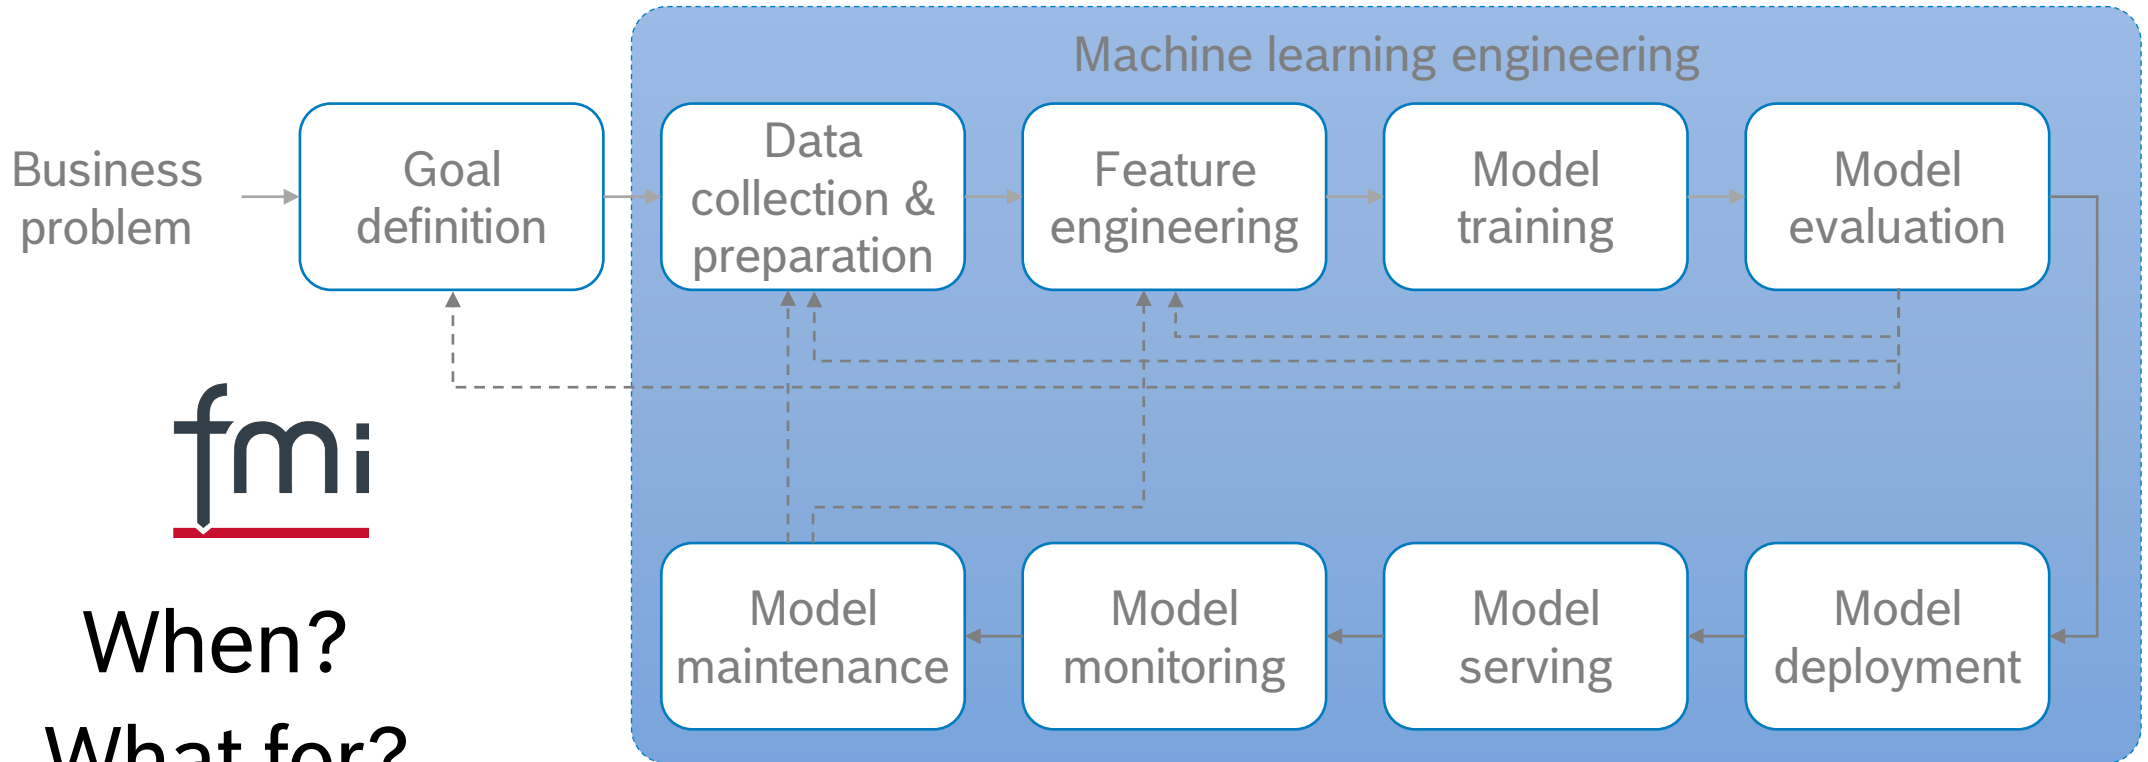 Machine learning engineering
Business
problem
Goal
definition
Data
collection &
preparation
Feature
engineering
Model
training
Model
evaluation
fmi
When?
What for?
Model
maintenance
Model
monitoring
Model
serving
Model
deployment